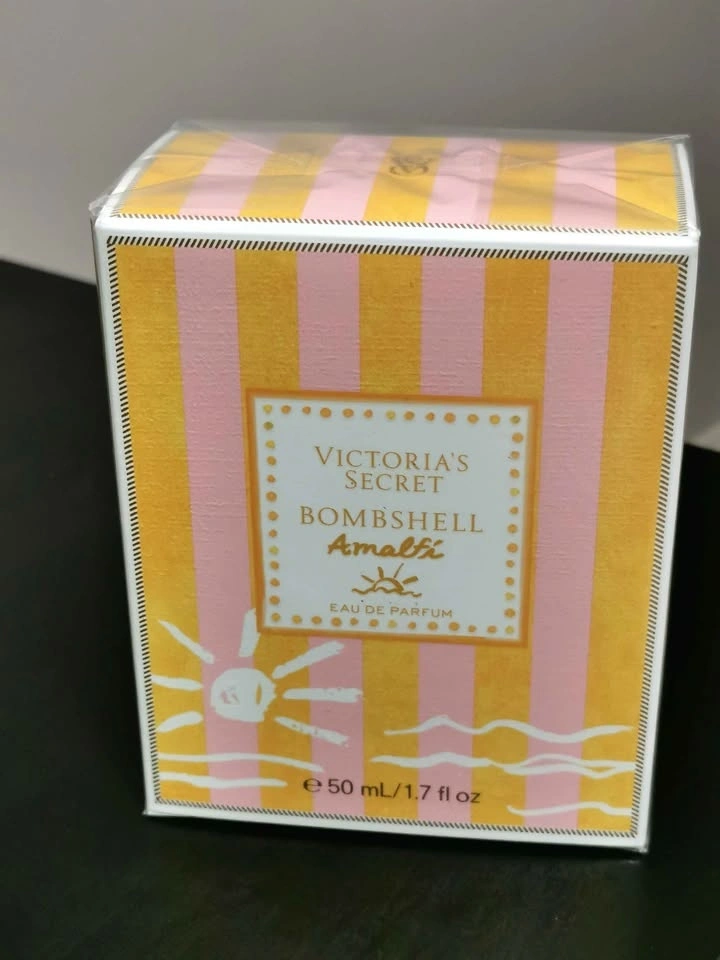 VICTORIA'S
SECRET
BOMBSHELL
Amalfi
EAU DE PARFUM
℮ 50 mL/1.7 fl oz